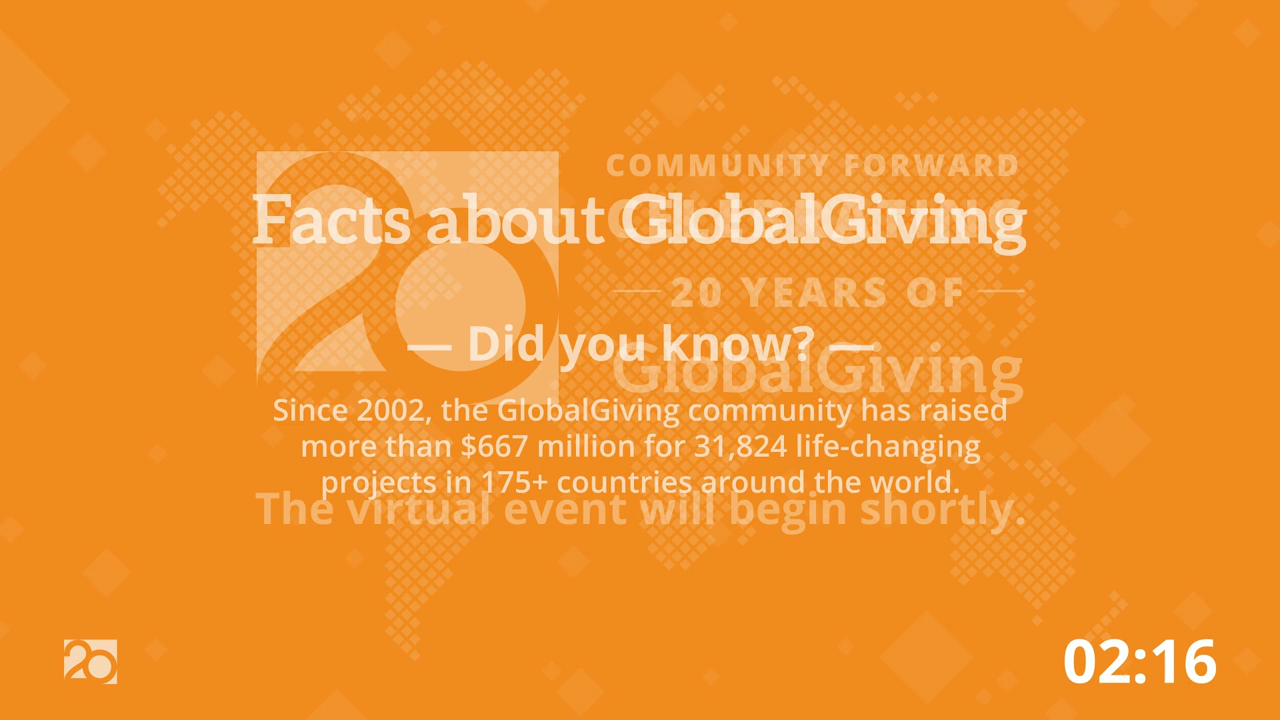 COMMUNITY FORWARD
Facts about GlobalGiving
20
— 20 YEARS OF —
— Did you know? —
GlobalGiving
Since 2002, the GlobalGiving community has raised
more than $667 million for 31,824 life-changing
projects in 175+ countries around the world.
The virtual event will begin shortly.
20
02:16